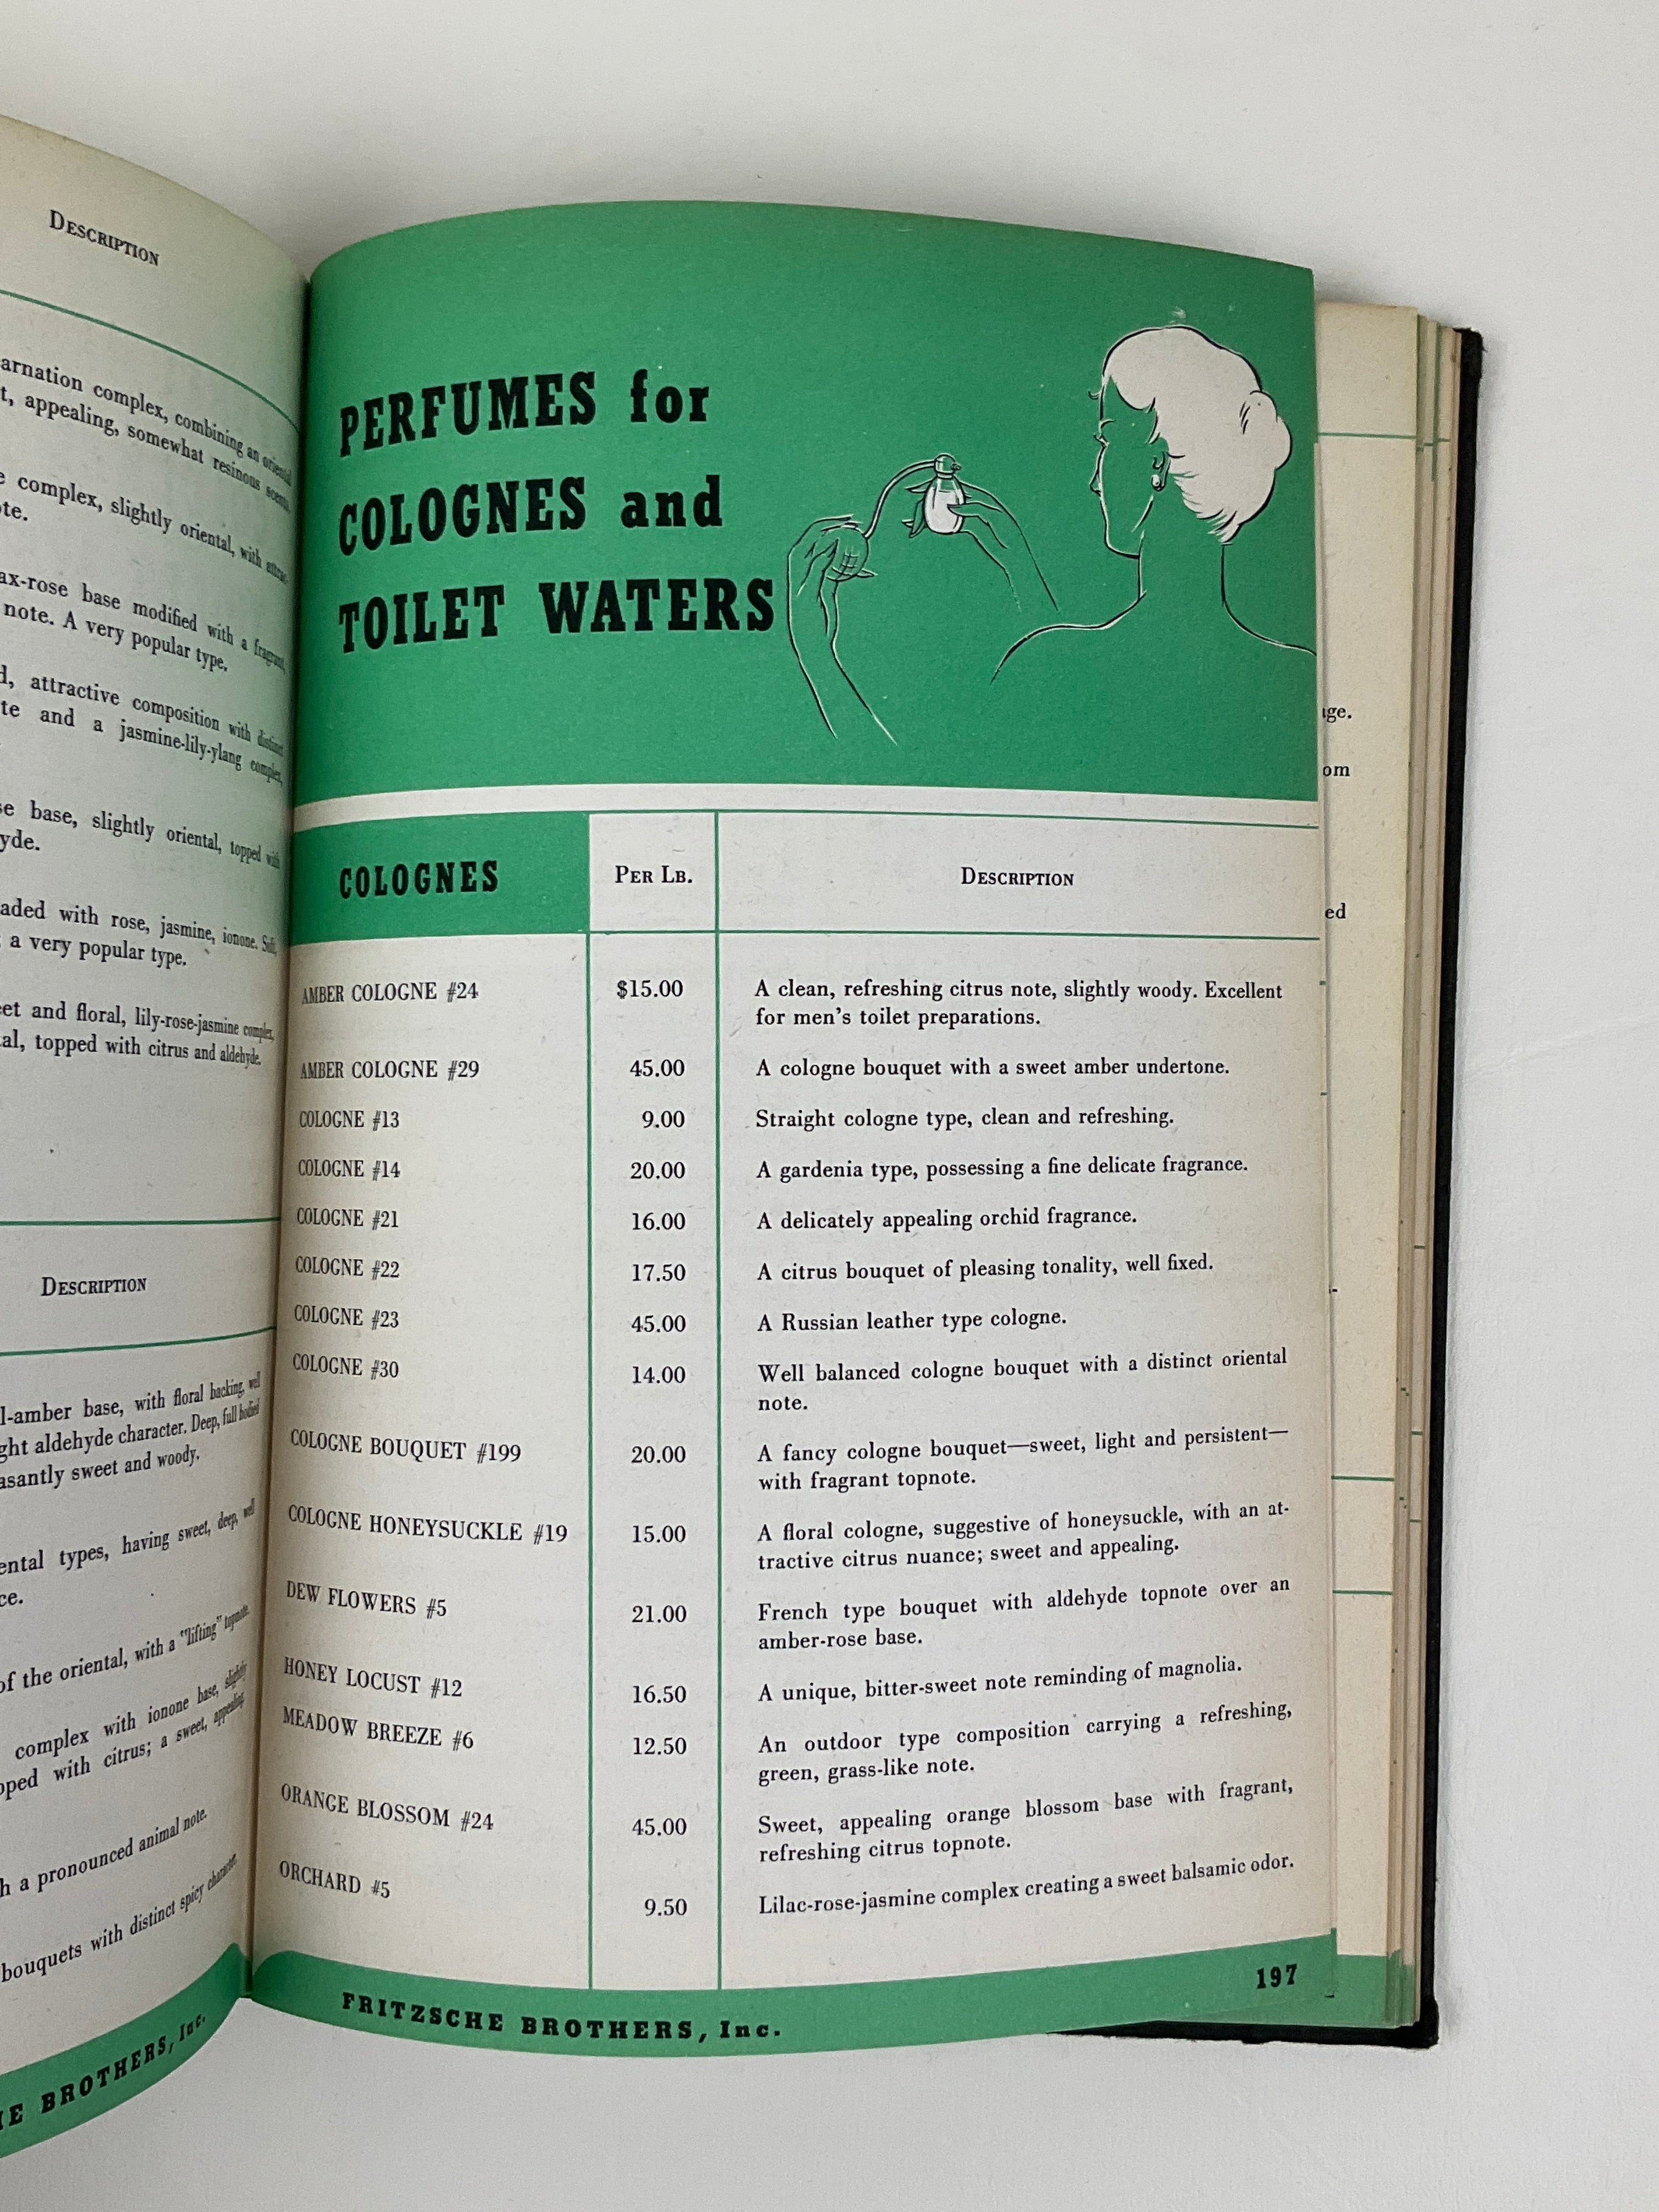 DESCRIPTION
arnation complex, combining an oriental
t, appealing, somewhat resinous scent.
e complex, slightly oriental, with
ote.
ax-rose base modified with a fragrant,
note. A very popular type.
d, attractive composition with distinct
te and a jasmine-lily-ylang complex,
se base, slightly oriental, topped with
yde.
aded with rose, jasmine, ionone. Soft,
a very popular type.
et and floral, lily-rose-jasmine complex,
al, topped with citrus and aldehyde.
DESCRIPTION
l-amber base, with floral backing, well
ght aldehyde character. Deep, full bodied
asantly sweet and woody.
ental types, having sweet, deep, well
ce.
of the oriental, with a "lifting" topnote.
complex with ionone base, slightly
pped with citrus; a sweet, appealing
h a pronounced animal note.
bouquets with distinct spicy character.
HE BROTHERS, Inc.
PERFUMES for
COLOGNES and
TOILET WATERS
COLOGNES PER LB. DESCRIPTION
AMBER COLOGNE #24 $15.00 A clean, refreshing citrus note, slightly woody. Excellent
for men's toilet preparations.
AMBER COLOGNE #29 45.00 A cologne bouquet with a sweet amber undertone.
COLOGNE #13 9.00 Straight cologne type, clean and refreshing.
COLOGNE #14 20.00 A gardenia type, possessing a fine delicate fragrance.
COLOGNE #21 16.00 A delicately appealing orchid fragrance.
COLOGNE #22 17.50 A citrus bouquet of pleasing tonality, well fixed.
COLOGNE #23 45.00 A Russian leather type cologne.
COLOGNE #30 14.00 Well balanced cologne bouquet with a distinct oriental
note.
COLOGNE BOUQUET #199 20.00 A fancy cologne bouquet—sweet, light and persistent—
with fragrant topnote.
COLOGNE HONEYSUCKLE #19 15.00 A floral cologne, suggestive of honeysuckle, with an at-
tractive citrus nuance; sweet and appealing.
DEW FLOWERS #5 21.00 French type bouquet with aldehyde topnote over an
amber-rose base.
HONEY LOCUST #12 16.50 A unique, bitter-sweet note reminding of magnolia.
MEADOW BREEZE #6 12.50 An outdoor type composition carrying a refreshing,
green, grass-like note.
ORANGE BLOSSOM #24 45.00 Sweet, appealing orange blossom base with fragrant,
refreshing citrus topnote.
ORCHARD #5 9.50 Lilac-rose-jasmine complex creating a sweet balsamic odor.
FRITZSCHE BROTHERS, Inc. 197
ge.
om
ed